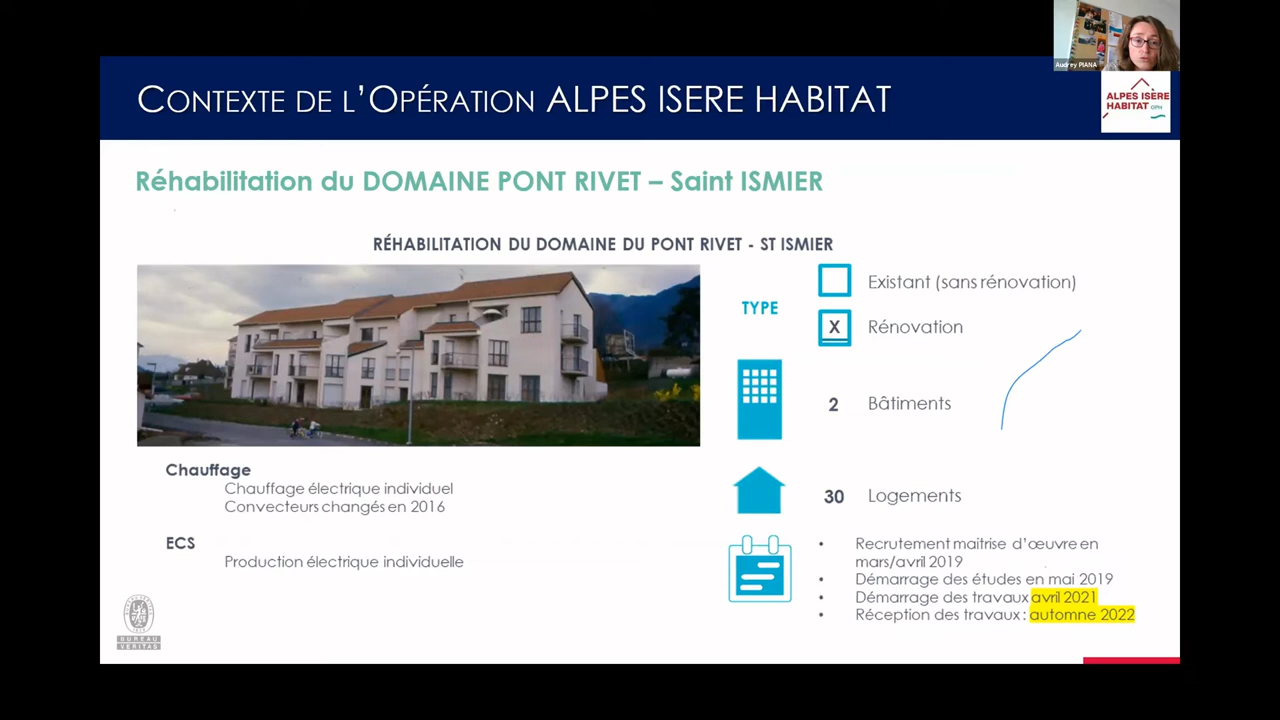 Audrey PIANA
CONTEXTE DE L’OPÉRATION ALPES ISERE HABITAT
ALPES ISÈRE
HABITAT OPH
Réhabilitation du DOMAINE PONT RIVET – Saint ISMIER
RÉHABILITATION DU DOMAINE DU PONT RIVET - ST ISMIER
TYPE
Existant (sans rénovation)
X Rénovation
2 Bâtiments
Chauffage
Chauffage électrique individuel
Convecteurs changés en 2016
30 Logements
ECS
Production électrique individuelle
• Recrutement maitrise d’œuvre en
mars/avril 2019
• Démarrage des études en mai 2019
• Démarrage des travaux avril 2021
• Réception des travaux : automne 2022
BUREAU
VERITAS